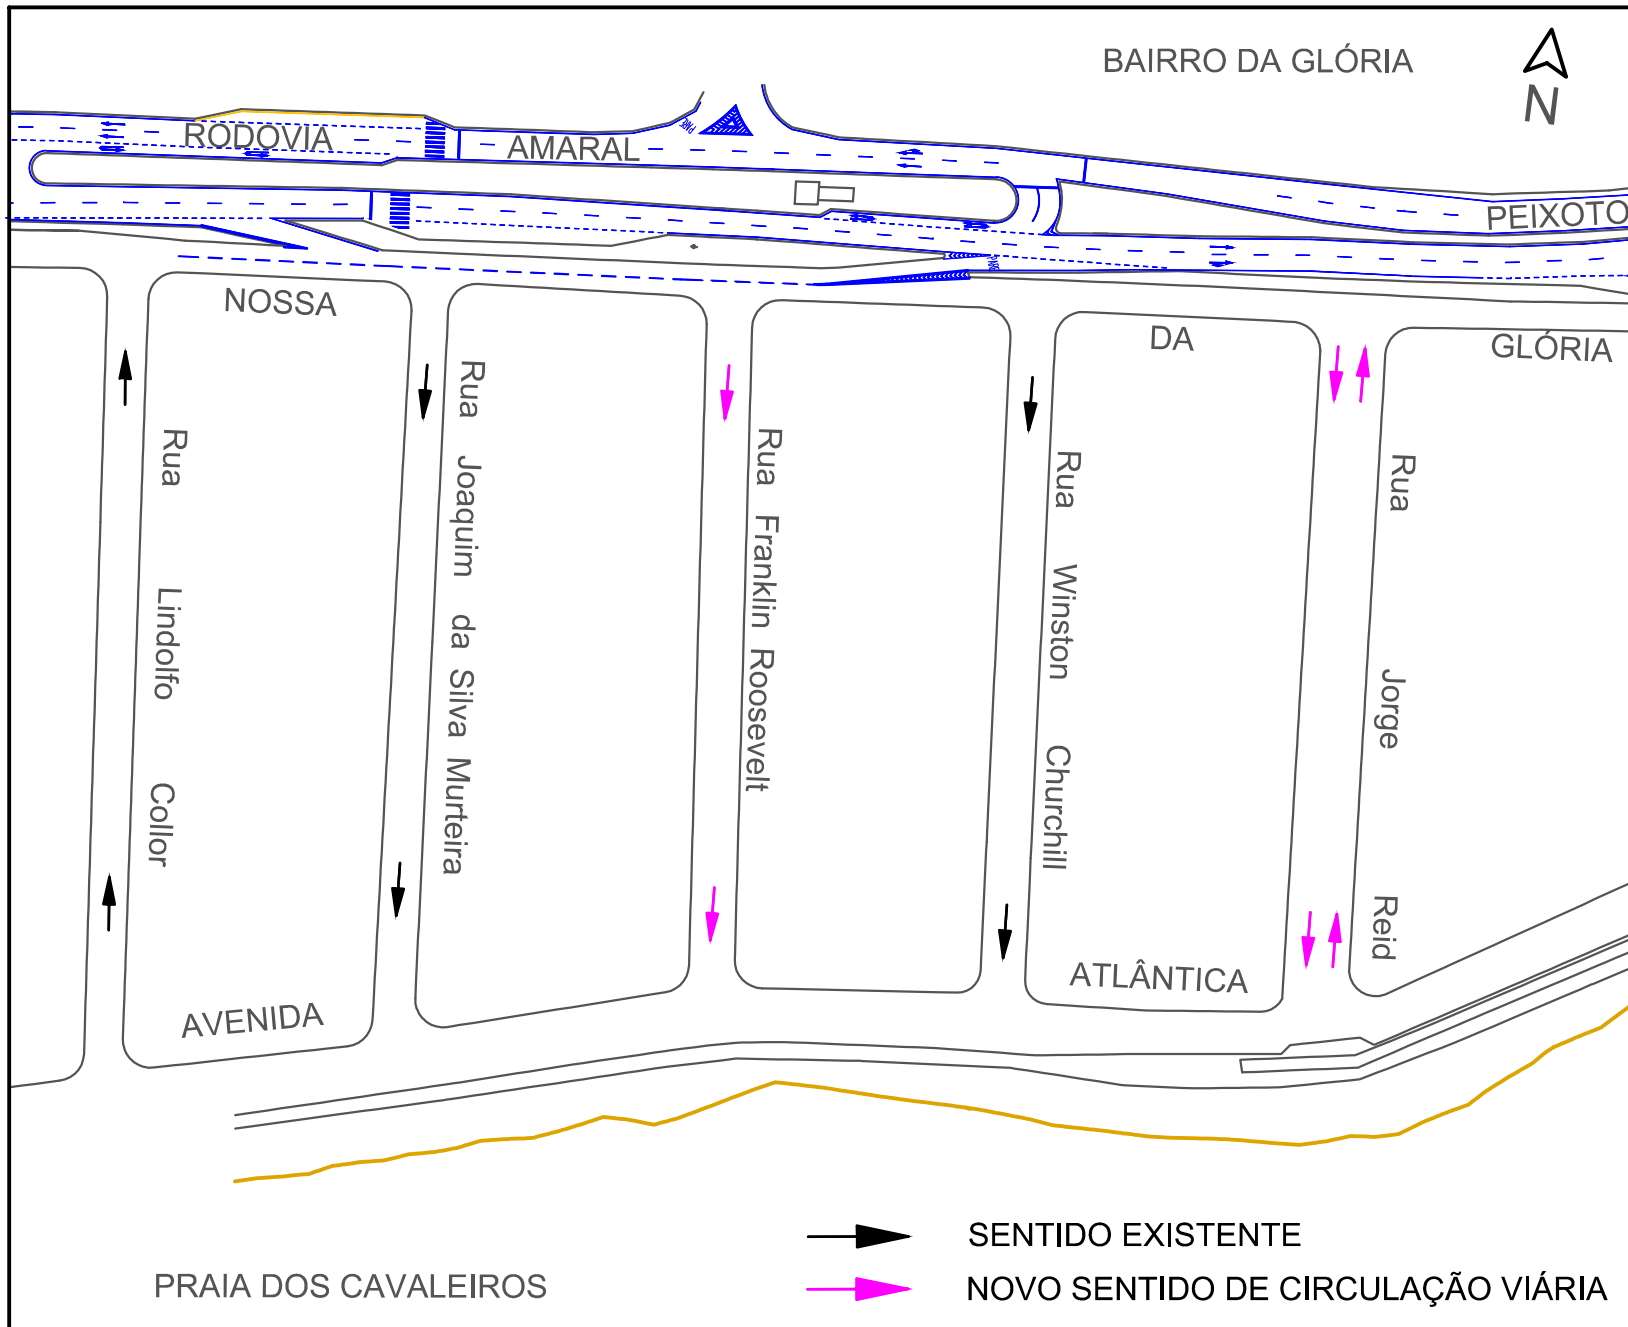 BAIRRO DA GLÓRIA
N
RODOVIA AMARAL PEIXOTO
PARE
PARE
NOSSA DA GLÓRIA
Rua Lindolfo Collor
Rua Joaquim da Silva Murteira
Rua Franklin Roosevelt
Rua Winston Churchill
Rua Jorge Reid
AVENIDA ATLÂNTICA
SENTIDO EXISTENTE
PRAIA DOS CAVALEIROS
NOVO SENTIDO DE CIRCULAÇÃO VIÁRIA